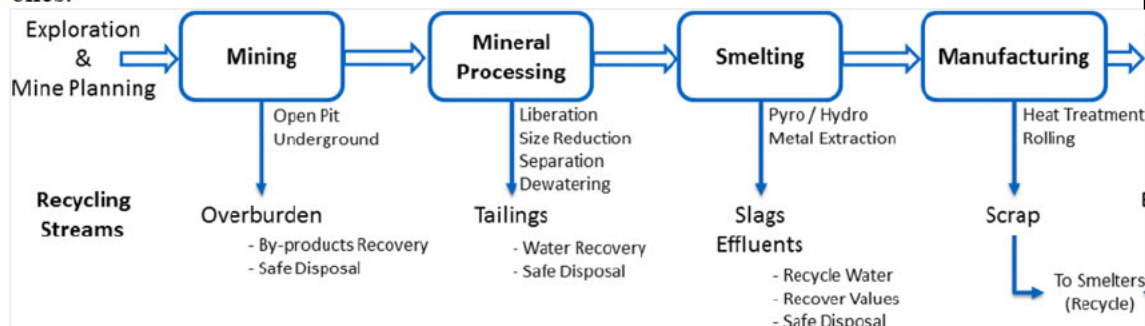 Exploration
&
Mine Planning
Mining
Mineral
Processing
Smelting
Manufacturing
Open Pit
Underground
Liberation
Size Reduction
Separation
Dewatering
Pyro / Hydro
Metal Extraction
Heat Treatment
Rolling
Recycling
Streams
Overburden
- By-products Recovery
- Safe Disposal
Tailings
- Water Recovery
- Safe Disposal
Slags
Effluents
- Recycle Water
- Recover Values
- Safe Disposal
Scrap
To Smelters
(Recycle)